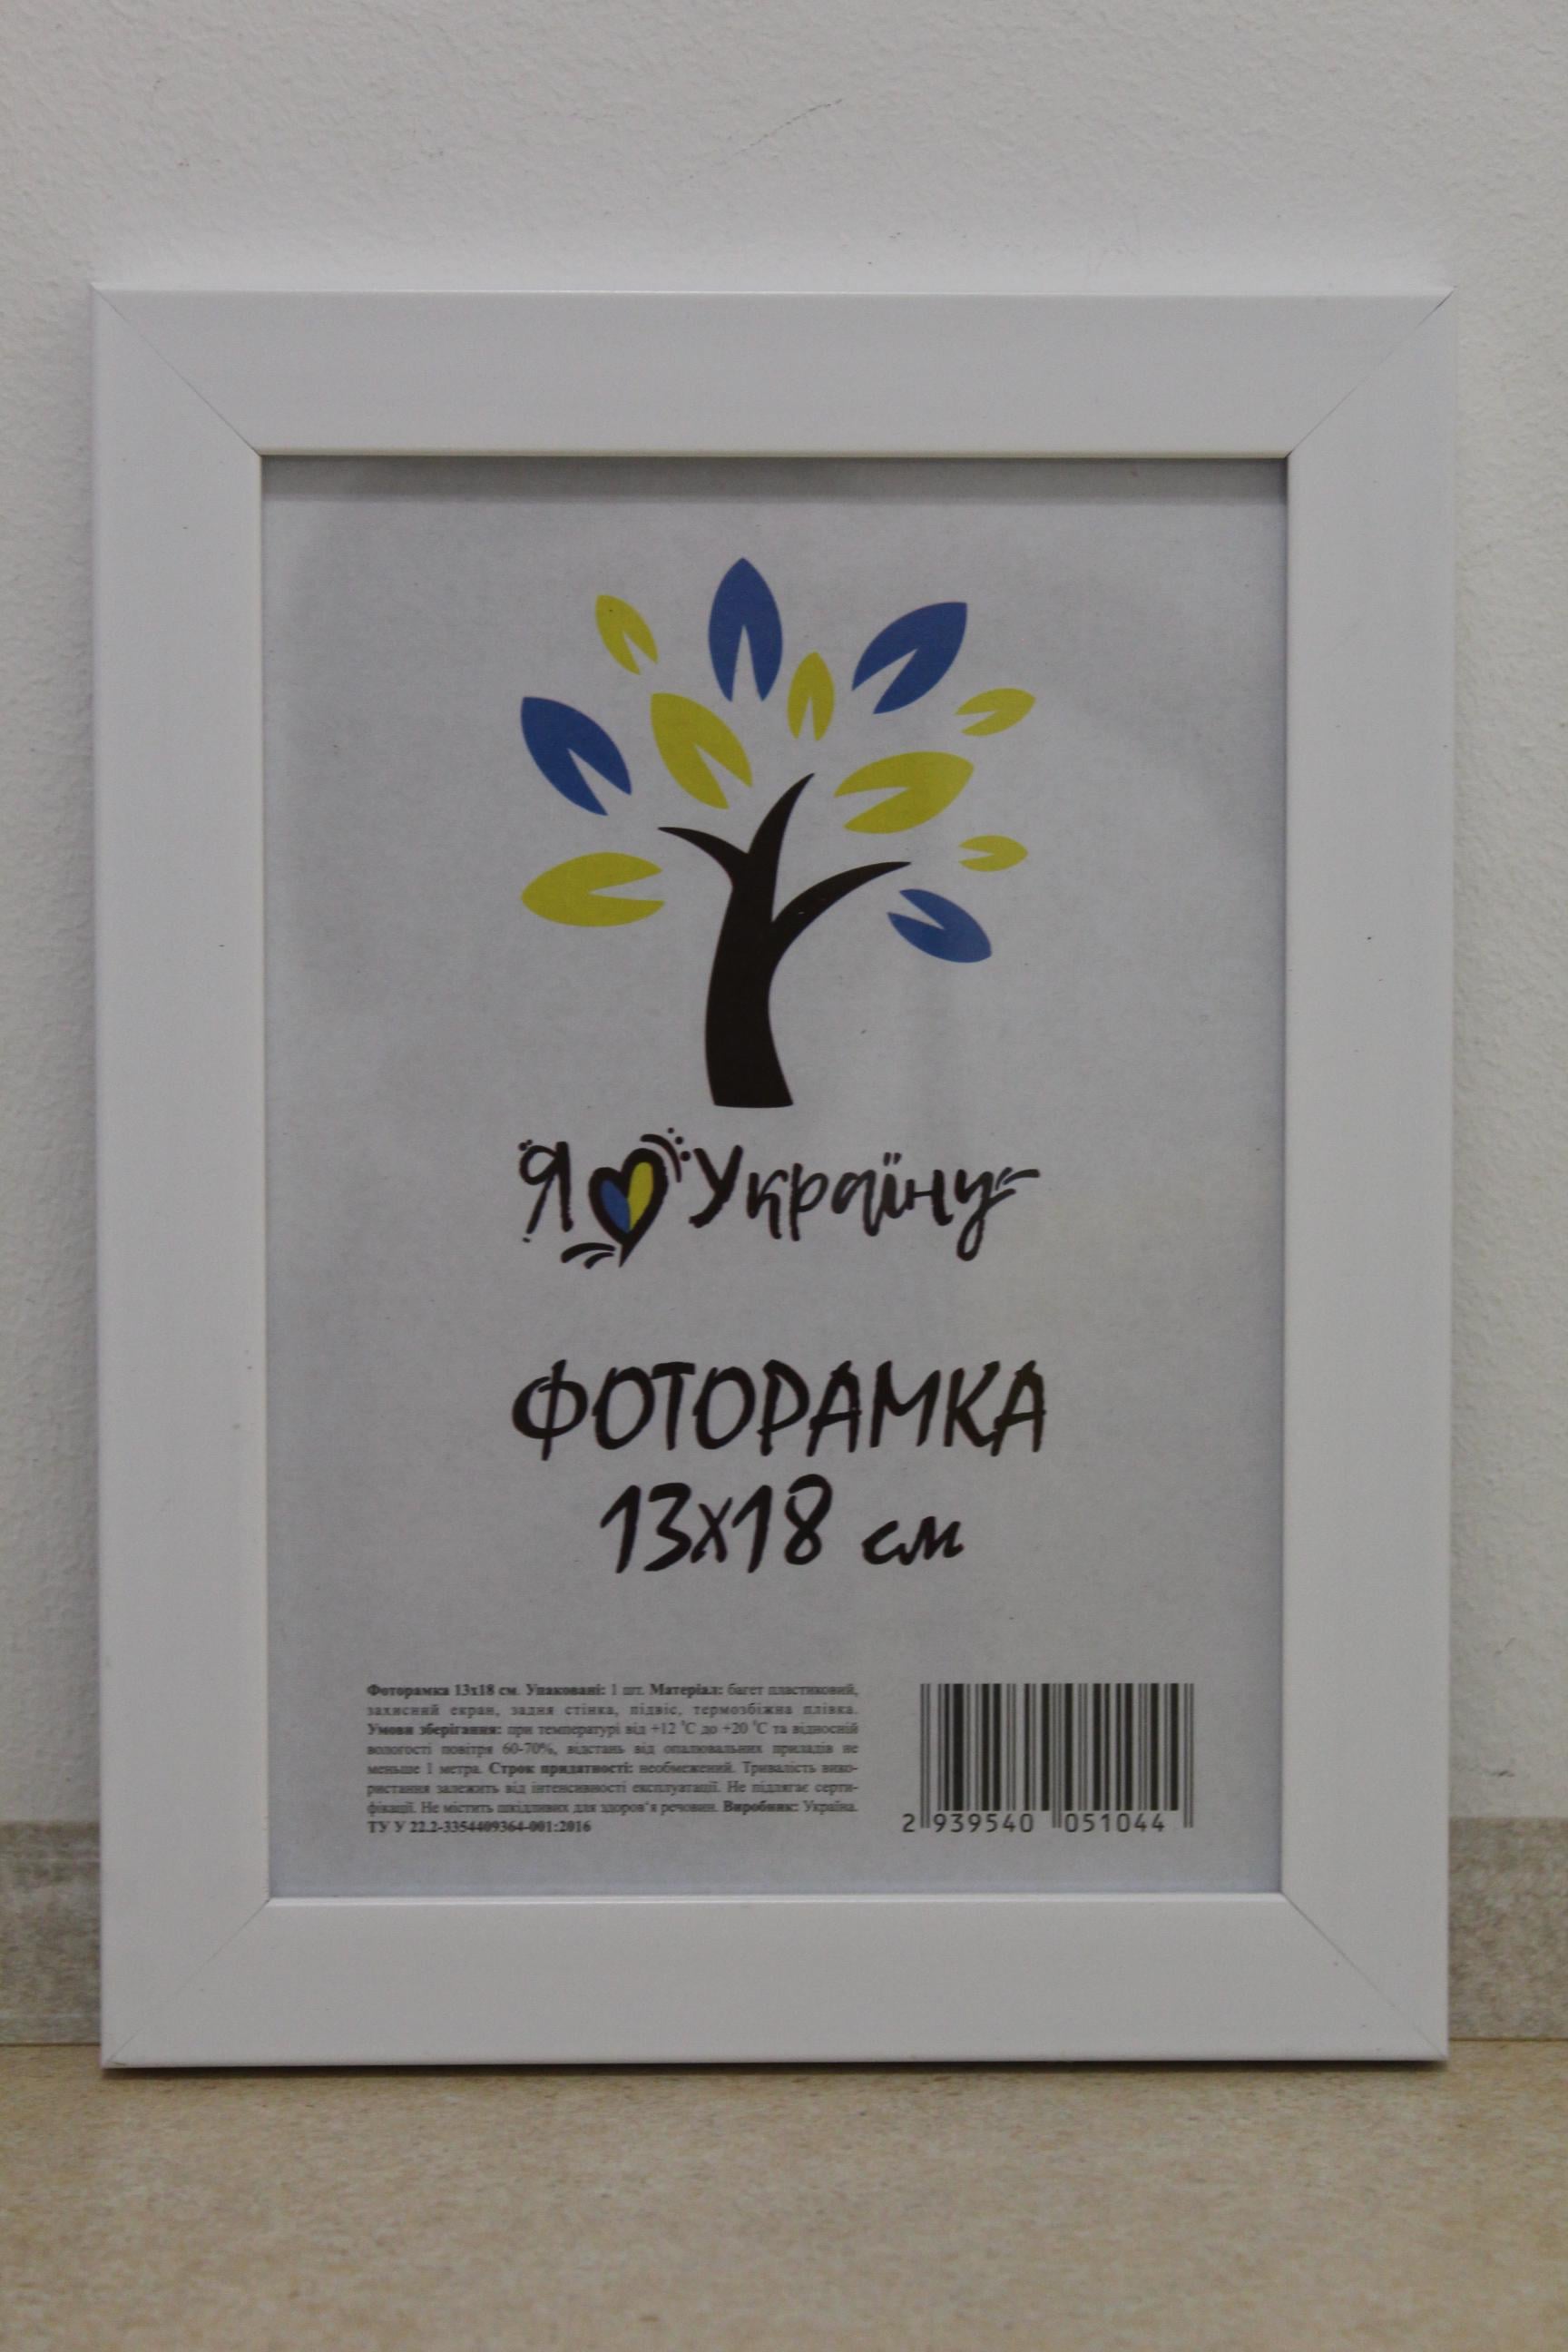 Я Україну
ФОТОРАМКА
13х18 см
Фоторамка 13х18 см. Упаковані: 1 шт. Матеріал: багет пластиковий,
захисний екран, задня стінка, підвіс, термозбіжна плівка.
Умови зберігання: при температурі від +12 °С до +20 °С та відносній
вологості повітря 60-70%, відстань від опалювальних приладів не
меньше 1 метра. Строк придатності: необмежений. Тривалість вико-
ристання залежить від інтенсивності експлуатації. Не підлягає серти-
фікації. Не містить шкідливих для здоров'я речовин. Виробник: Україна.
ТУ У 22.2-3354409364-001:2016
2 939540 051044